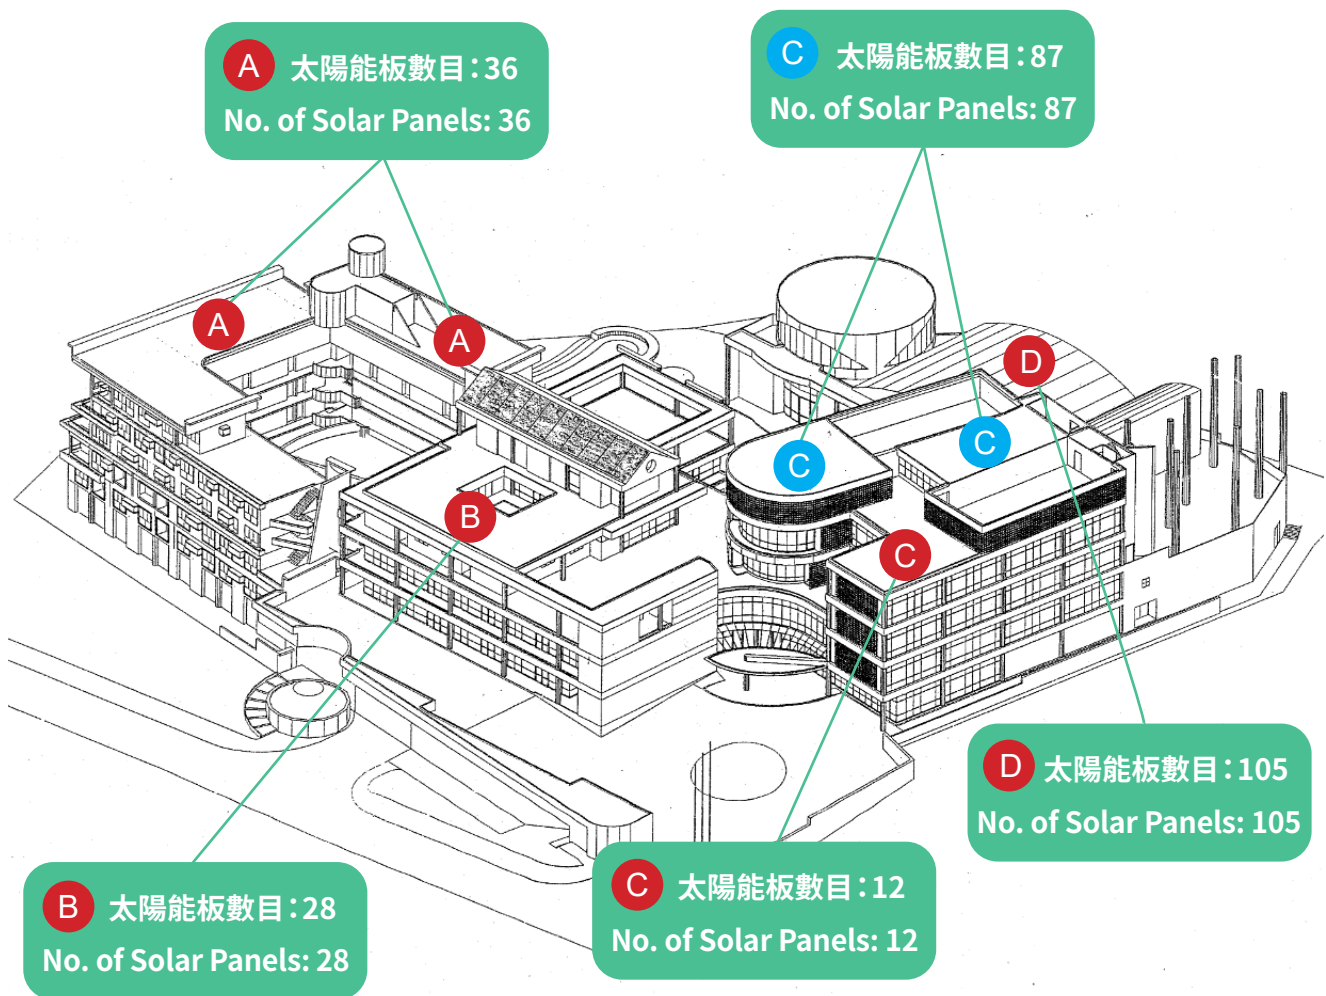 A 太陽能板數目：36
No. of Solar Panels: 36
C 太陽能板數目：87
No. of Solar Panels: 87
A
A
D
C
C
B
C
D 太陽能板數目：105
No. of Solar Panels: 105
C 太陽能板數目：12
No. of Solar Panels: 12
B 太陽能板數目：28
No. of Solar Panels: 28